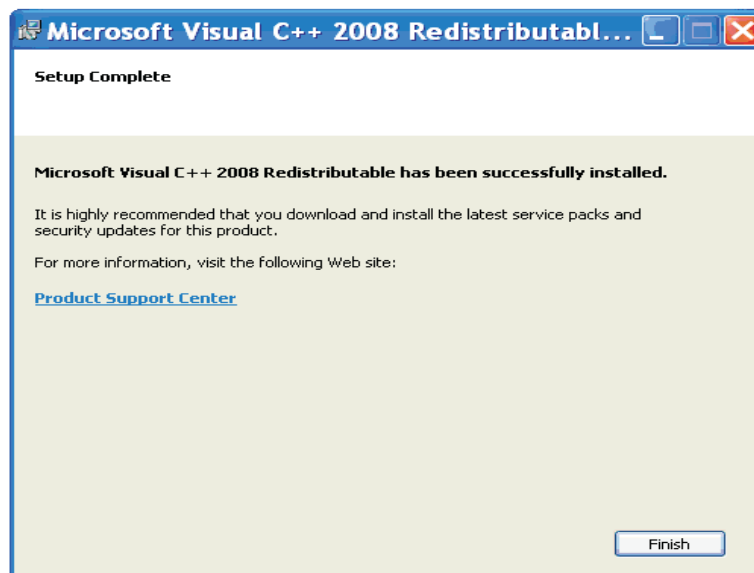 Microsoft Visual C++ 2008 Redistributabl...
Setup Complete
Microsoft Visual C++ 2008 Redistributable has been successfully installed.
It is highly recommended that you download and install the latest service packs and
security updates for this product.
For more information, visit the following Web site:
Product Support Center
Finish